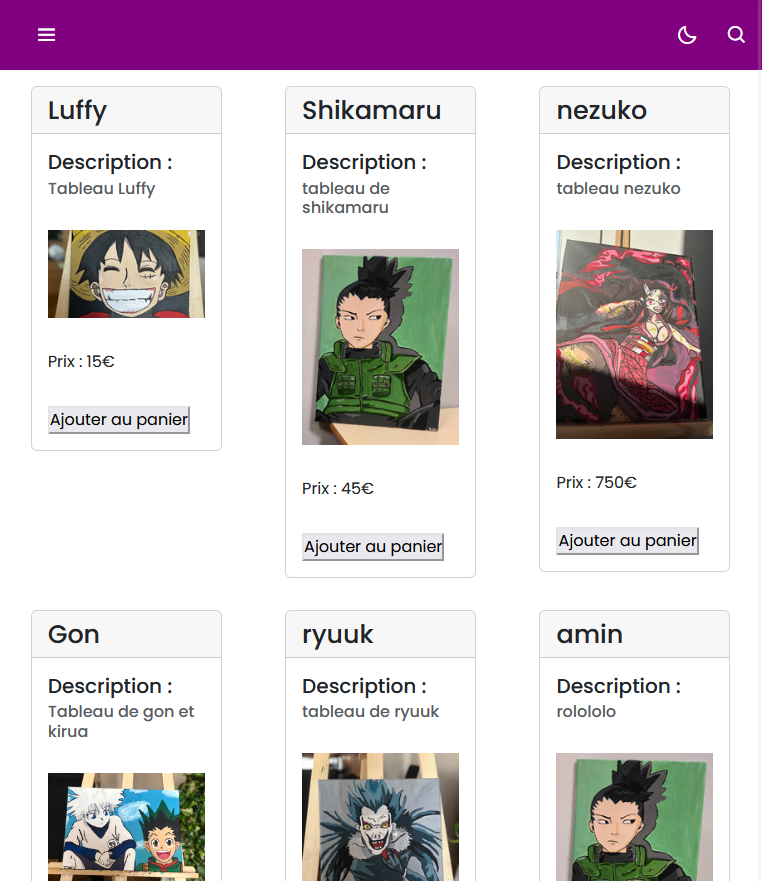 Luffy
Description :
Tableau Luffy
Prix : 15€
Ajouter au panier
Shikamaru
Description :
tableau de
shikamaru
Prix : 45€
Ajouter au panier
nezuko
Description :
tableau nezuko
Prix : 750€
Ajouter au panier
Gon
Description :
Tableau de gon et
kirua
ryuuk
Description :
tableau de ryuuk
amin
Description :
rolololo